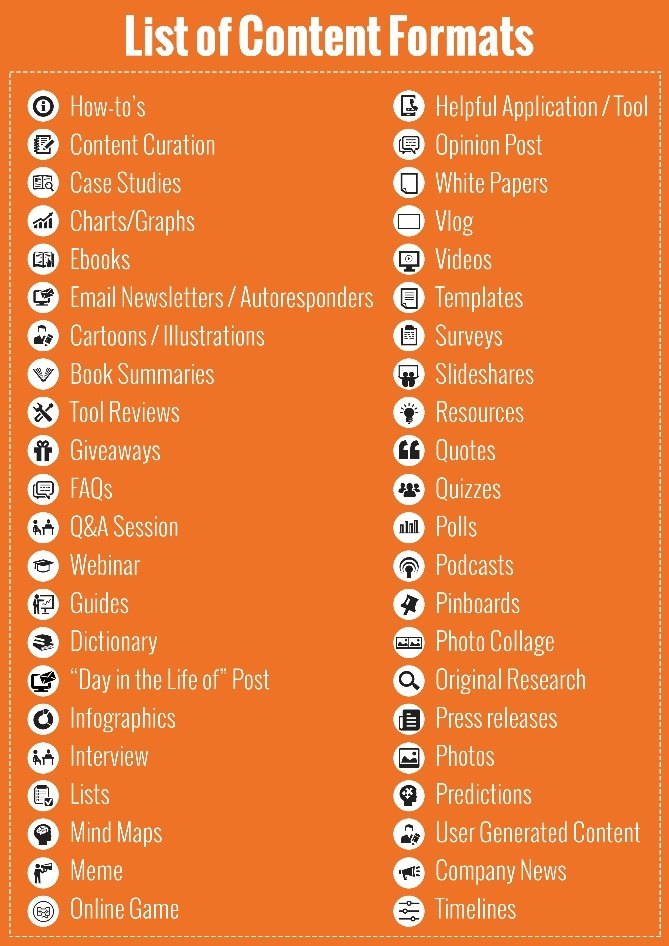 List of Content Formats
How-to's
Content Curation
Case Studies
Charts/Graphs
Ebooks
Email Newsletters / Autoresponders
Cartoons / Illustrations
Book Summaries
Tool Reviews
Giveaways
FAQs
Q&A Session
Webinar
Guides
Dictionary
“Day in the Life of” Post
Infographics
Interview
Lists
Mind Maps
Meme
Online Game
Helpful Application / Tool
Opinion Post
White Papers
Vlog
Videos
Templates
Surveys
Slideshares
Resources
Quotes
Quizzes
Polls
Podcasts
Pinboards
Photo Collage
Original Research
Press releases
Photos
Predictions
User Generated Content
Company News
Timelines